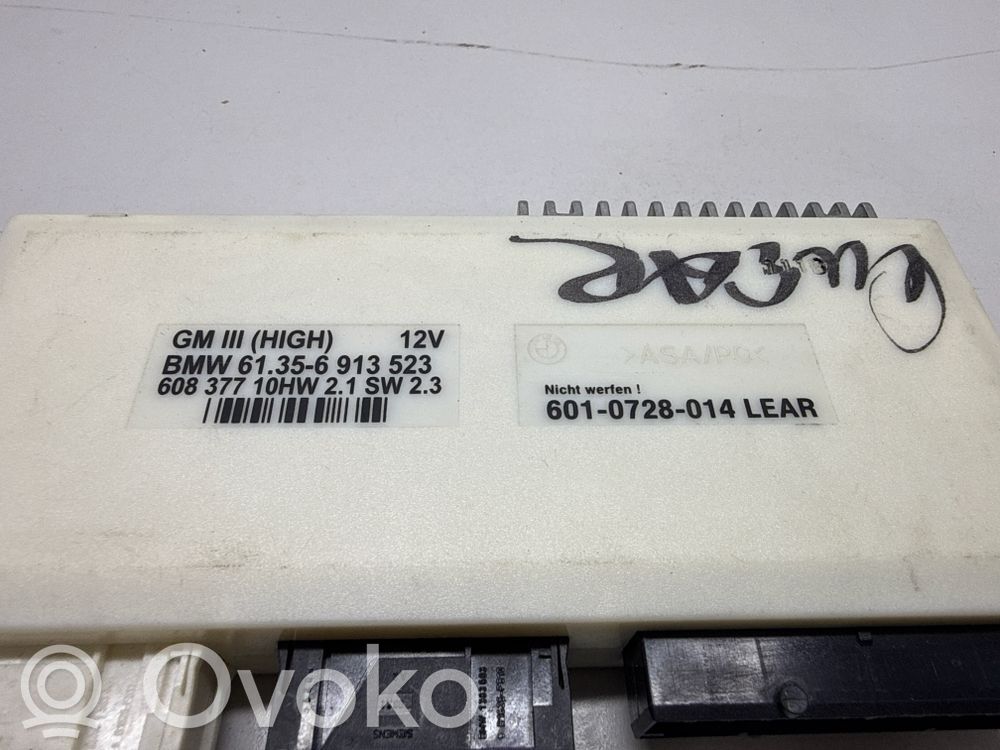 GM III (HIGH) 12V
BMW 61.35-6 913 523
608 377 10HW 2.1 SW 2.3
>ASA/PC<
Nicht werfen !
601-0728-014 LEAR
SIEMENS
Ovoko